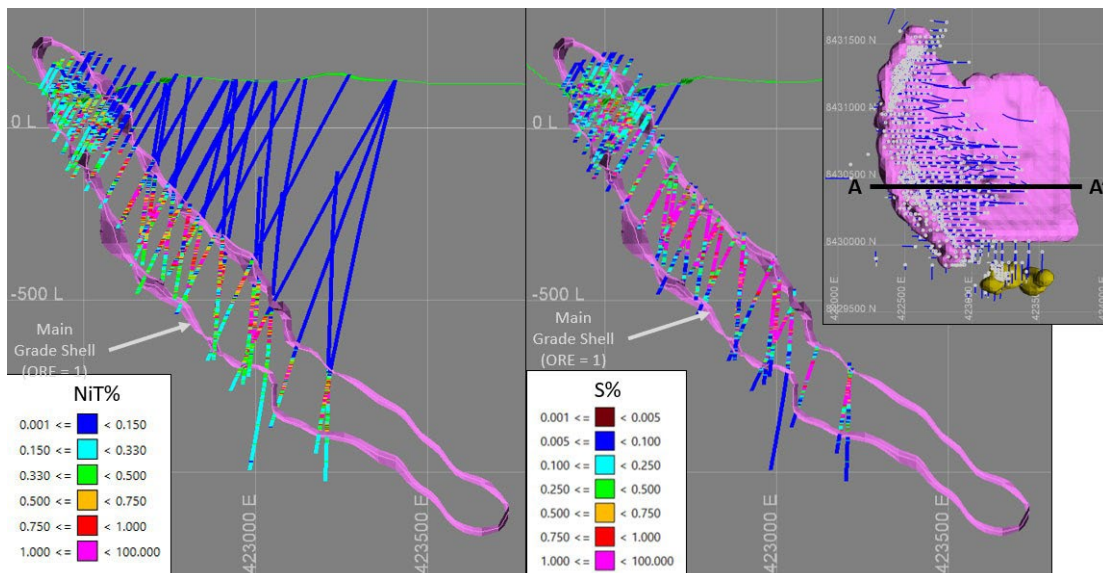 0 L
-500 L
Main
Grade Shell
(ORE = 1)
423000 E
423500 E
NiT%
0.001 <= < 0.150
0.150 <= < 0.330
0.330 <= < 0.500
0.500 <= < 0.750
0.750 <= < 1.000
1.000 <= < 100.000
Main
Grade Shell
(ORE = 1)
423000 E
423500 E
S%
0.001 <= < 0.005
0.005 <= < 0.100
0.100 <= < 0.250
0.250 <= < 0.500
0.500 <= < 0.750
0.750 <= < 1.000
1.000 <= < 100.000
8431500 N
8431000 N
8430500 N
8430000 N
8429500 N
A
A'
422500 E